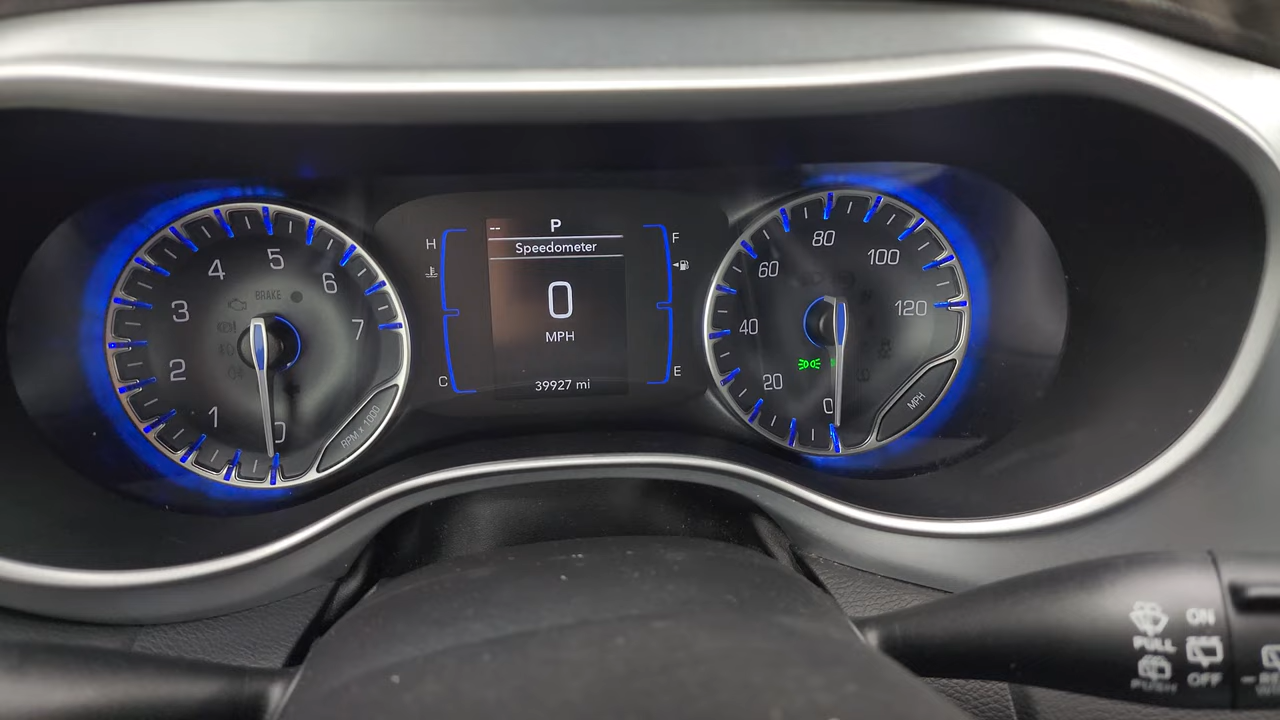 -- P
Speedometer
0
MPH
39927 mi
H
C
F
E
0
1
2
3
4
5
6
7
BRAKE
RPM x 1000
0
20
40
60
80
100
120
MPH
PULL
PUSH
ON
OFF